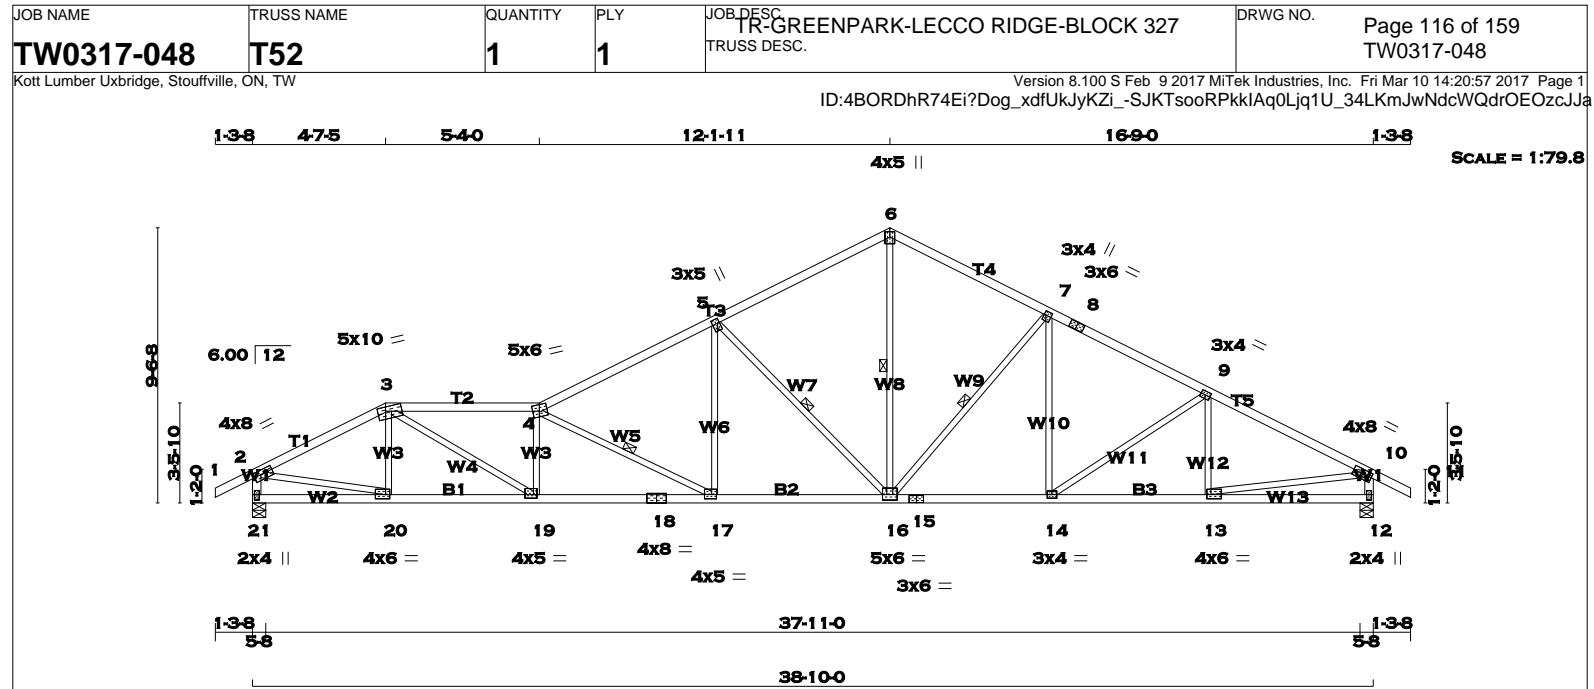 JOB NAME TRUSS NAME QUANTITY PLY JOB DESC. TR-GREENPARK-LECCO RIDGE-BLOCK 327 DRWG NO. Page 116 of 159
TW0317-048 T52 1 1 TRUSS DESC. TW0317-048
Kott Lumber Uxbridge, Stouffville, ON, TW Version 8.100 S Feb 9 2017 MiTek Industries, Inc. Fri Mar 10 14:20:57 2017 Page 1
ID:4BORDhR74Ei?Dog_xdfUkJyKZi_-SJKTsooRPkkIAq0Ljq1U_34LKmJwNdcWQdrOEOzcJJa
1-3-8 4-7-5 5-4-0 12-1-11 16-9-0 1-3-8
4x5 || SCALE = 1:79.8
6
3x4 //
3x5 \\ T4 3x6 =
7 8
5 T3
5x10 =
6.00 12 5x6 = 3x4 =
9-6-8 9
3 W7 W8 W9
T2 T5
4x8 = 4 4x8 =
T1 W5 W6 W10
3-5-10 2 W3 W4 W3 W11 W12 10 3-5-10
1 W1 W1
1-2-0 W2 B1 B2 B3 W13 1-2-0
21 20 19 18 17 16 15 14 13 12
2x4 || 4x6 = 4x5 = 4x8 = 4x5 = 5x6 = 3x6 = 3x4 = 4x6 = 2x4 ||
1-3-8 37-11-0 1-3-8
5-8 5-8
38-10-0